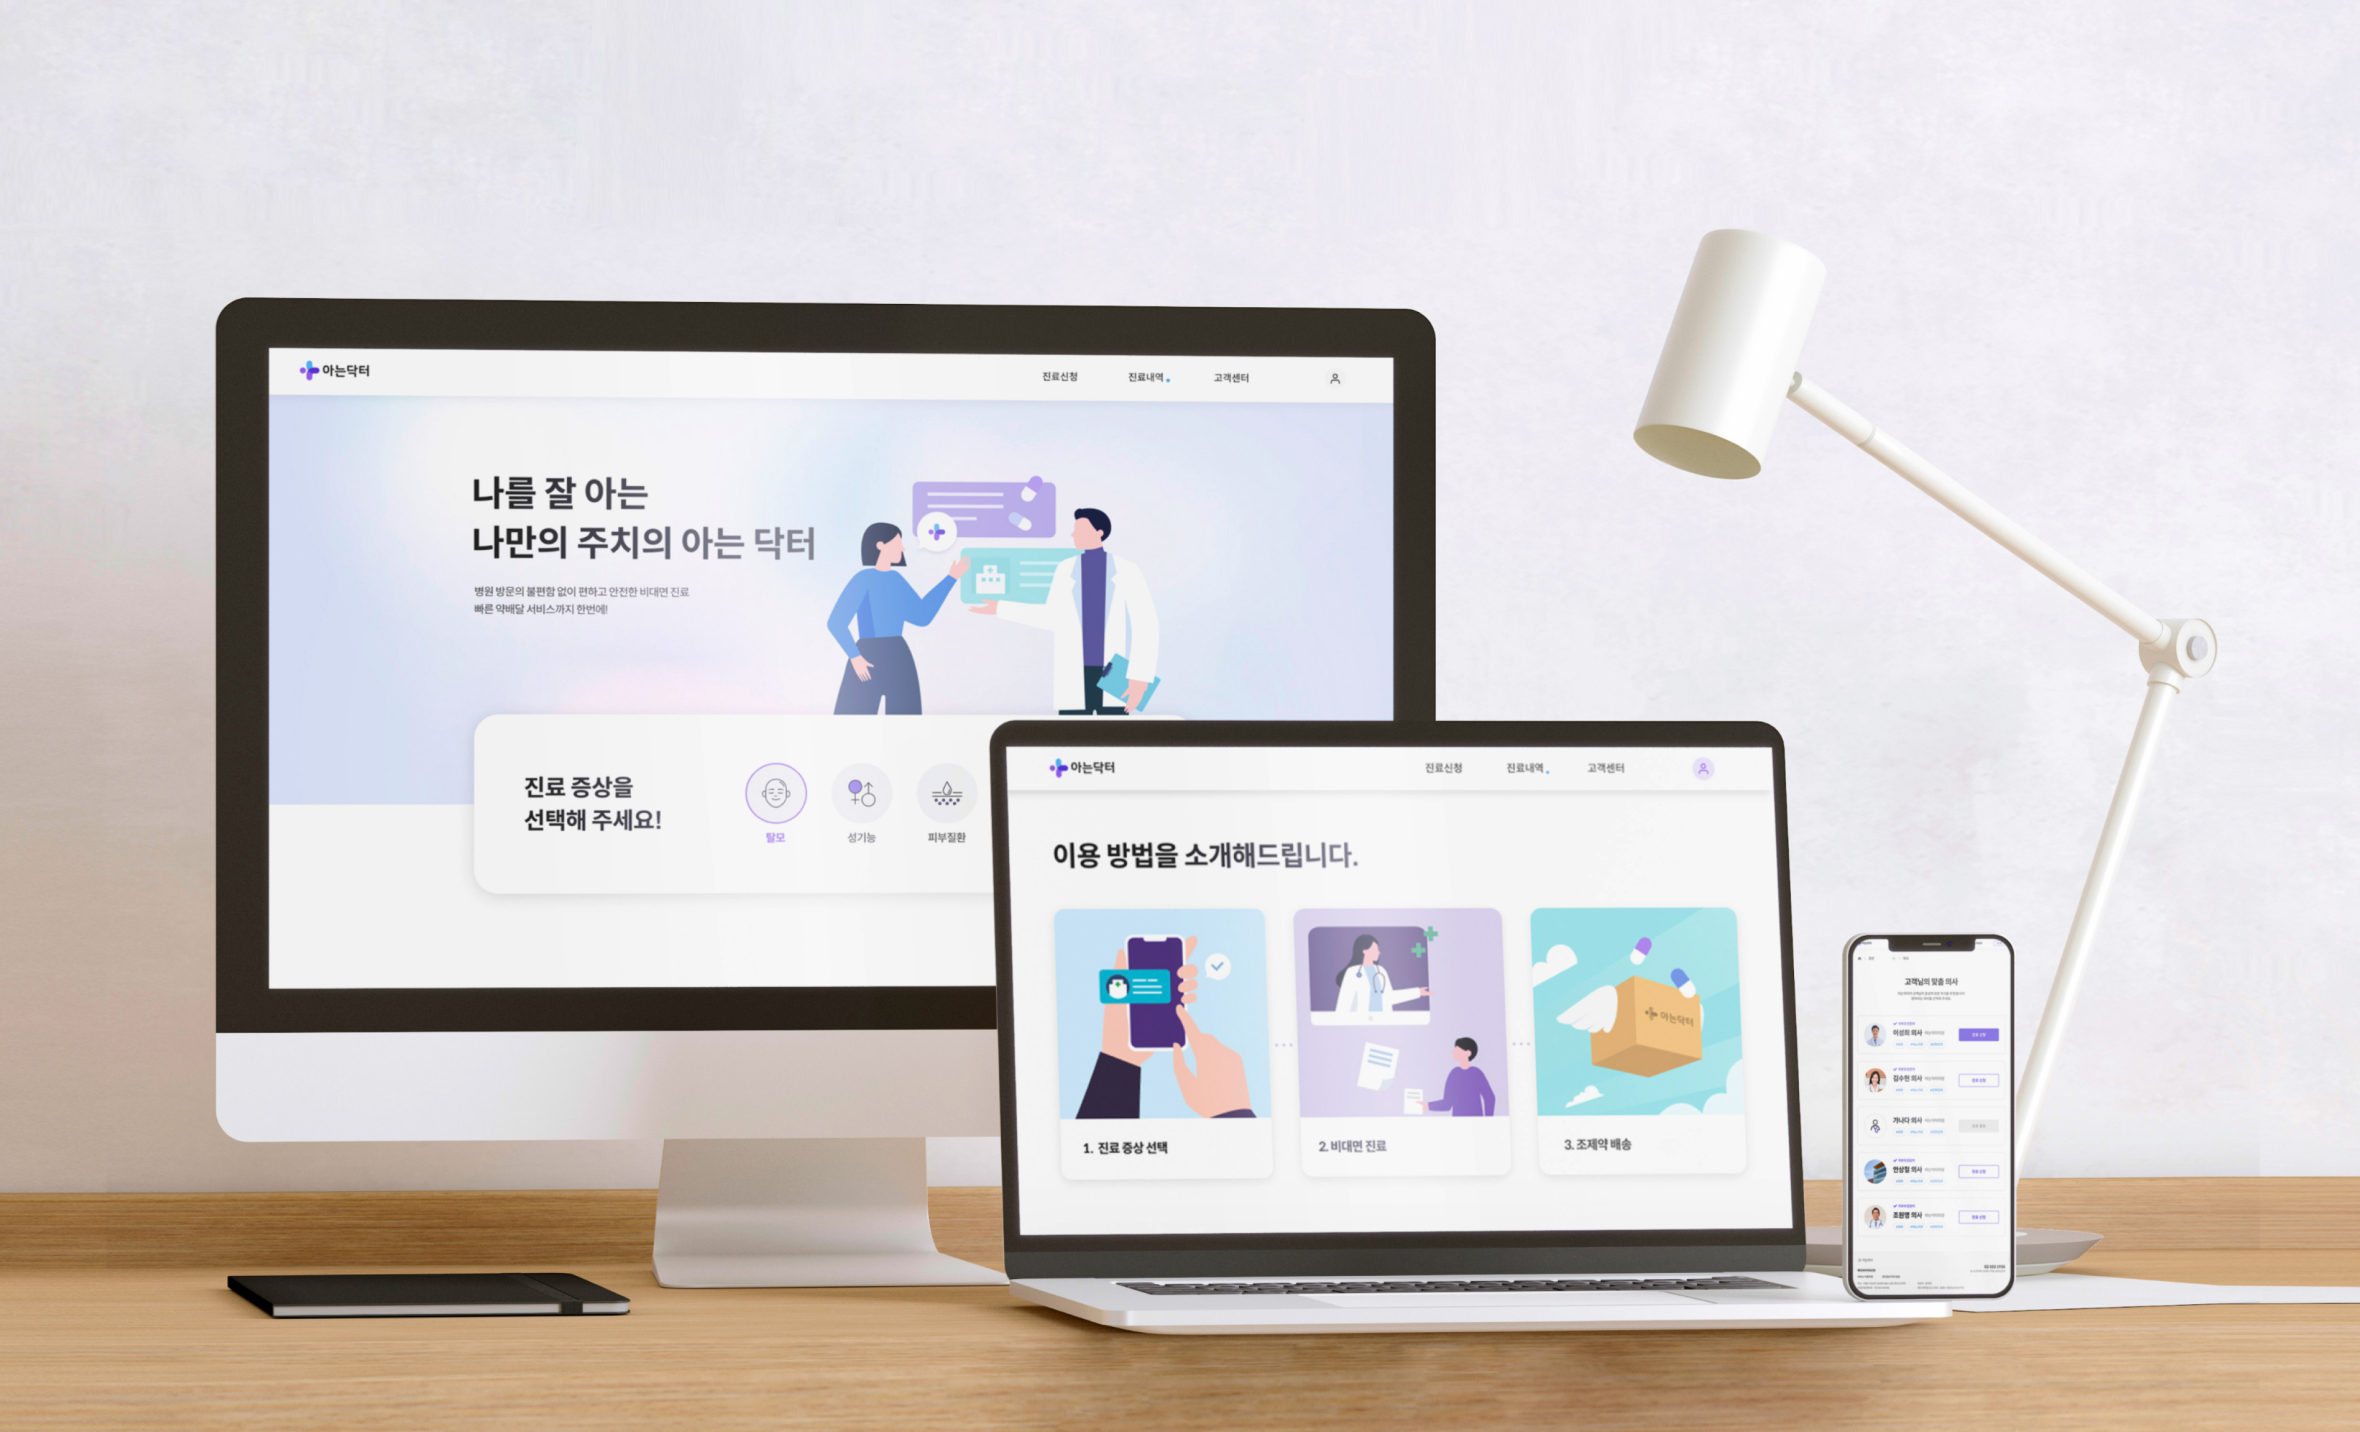 아는닥터
진료신청
진료내역
고객센터
나를 잘 아는
나만의 주치의 아는 닥터
병원 방문의 불편함 없이 편하고 안전한 비대면 진료
빠른 약배달 서비스까지 한번에!
진료 증상을
선택해 주세요!
탈모
성기능
피부질환
아는닥터
진료신청
진료내역
고객센터
이용 방법을 소개해드립니다.
아는닥터
1. 진료 증상 선택
2. 비대면 진료
3. 조제약 배송
고객님의 맞춤 의사
이성희 의사
김수현 의사
가나다 의사
안상철 의사
조원영 의사